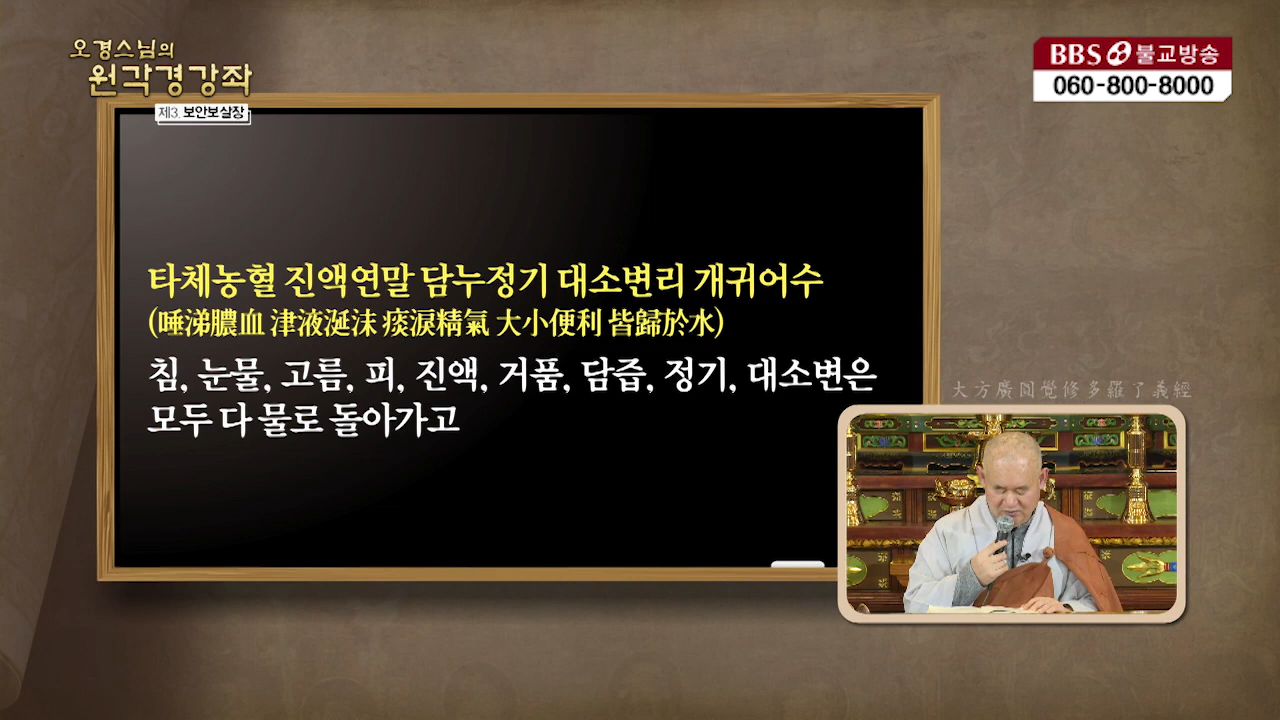 오경스님의
원각경강좌
제3. 보안보살장
BBS 불교방송
060-800-8000
타체농혈 진액연말 담누정기 대소변리 개귀어수
(唾涕膿血 津液涎沫 痰淚精氣 大小便利 皆歸於水)
침, 눈물, 고름, 피, 진액, 거품, 담즙, 정기, 대소변은
모두 다 물로 돌아가고
大方廣圓覺修多羅了義經